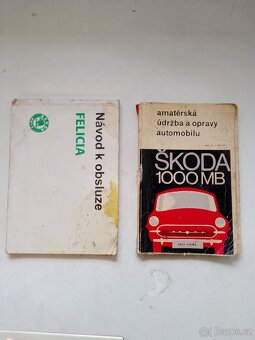 Návod k obsluze
FELICIA
amatérská
údržba a opravy
automobilu
ŠKODA
1000 MB
Bazos.cz